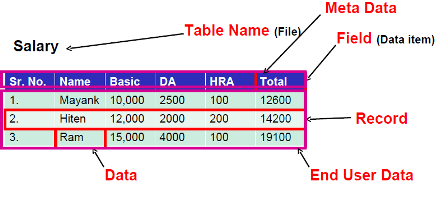 Meta Data
Table Name (File)
Salary
Field (Data item)
Sr. No. Name Basic DA HRA Total
1. Mayank 10,000 2500 100 12600
2. Hiten 12,000 2000 200 14200
Record
3. Ram 15,000 4000 100 19100
Data
End User Data